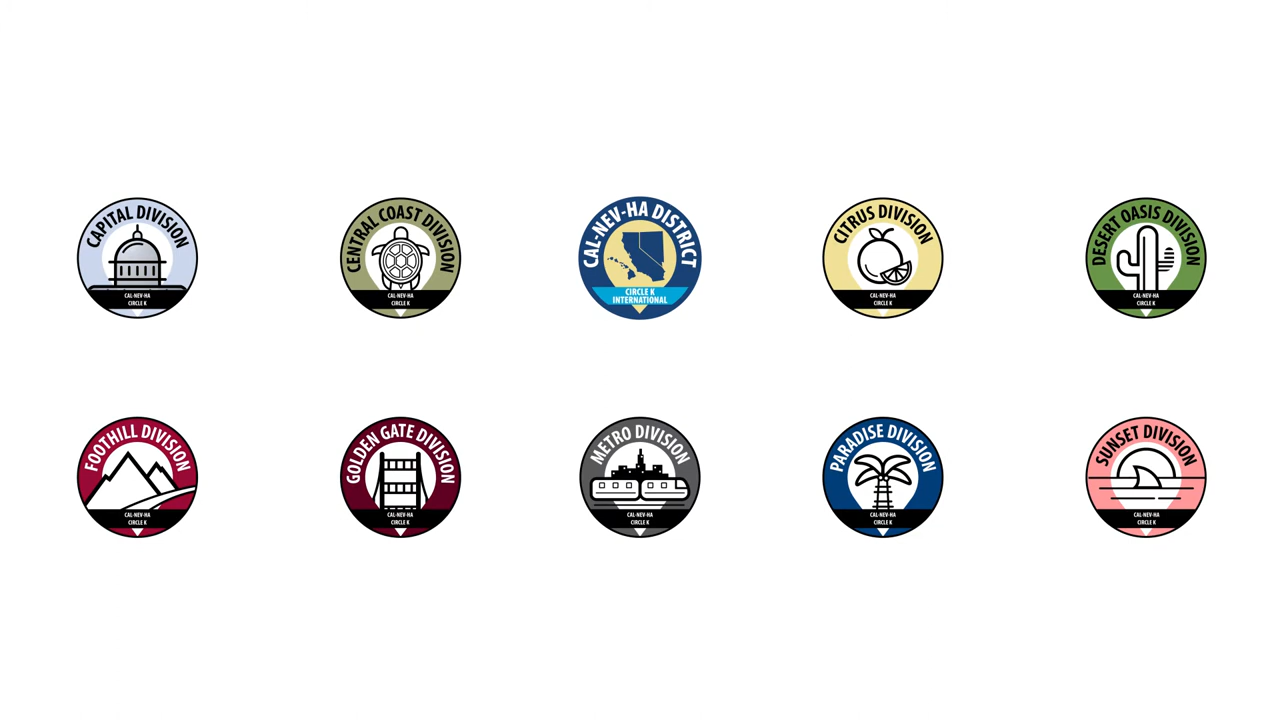 CAPITAL DIVISION
CAL-NEV-HA
CIRCLE K
CENTRAL COAST DIVISION
CAL-NEV-HA
CIRCLE K
CAL-NEV-HA DISTRICT
CIRCLE K
INTERNATIONAL
CITRUS DIVISION
CAL-NEV-HA
CIRCLE K
DESERT OASIS DIVISION
CAL-NEV-HA
CIRCLE K
FOOTHILL DIVISION
CAL-NEV-HA
CIRCLE K
GOLDEN GATE DIVISION
CAL-NEV-HA
CIRCLE K
METRO DIVISION
CAL-NEV-HA
CIRCLE K
PARADISE DIVISION
CAL-NEV-HA
CIRCLE K
SUNSET DIVISION
CAL-NEV-HA
CIRCLE K